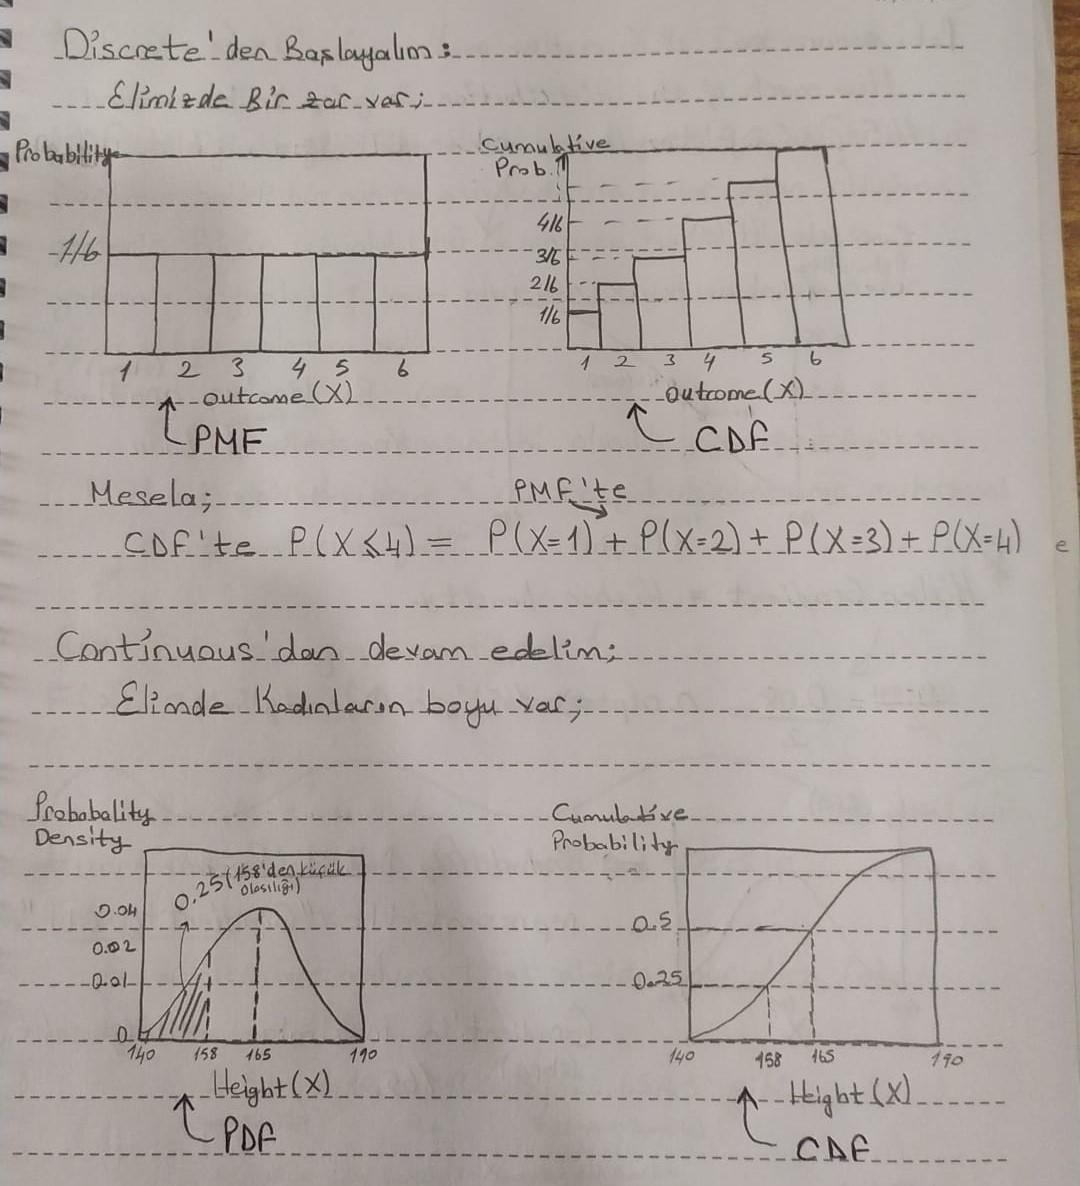 Discrete'den Başlayalım:
Elimizde Bir zar var;
Probability
1/6
1 2 3 4 5 6
outcome(X)
PMF
Cumulative
Prob.
4/6
3/6
2/6
1/6
1 2 3 4 5 6
outcome(X)
CDF
Mesela;
PMF'te
CDF'te P(X≤4) = P(X=1) + P(X=2) + P(X=3) + P(X=4)
e
Continuous'dan devam edelim;
Elimde Kadınların boyu var;
Probabality
Density
0.25 (158'den küçük
olasılığı)
0.04
0.02
0.01
0
140 158 165 190
Height(X)
PDF
Cumulative
Probability
0.5
0.25
140 158 165 190
Height(X)
CDF